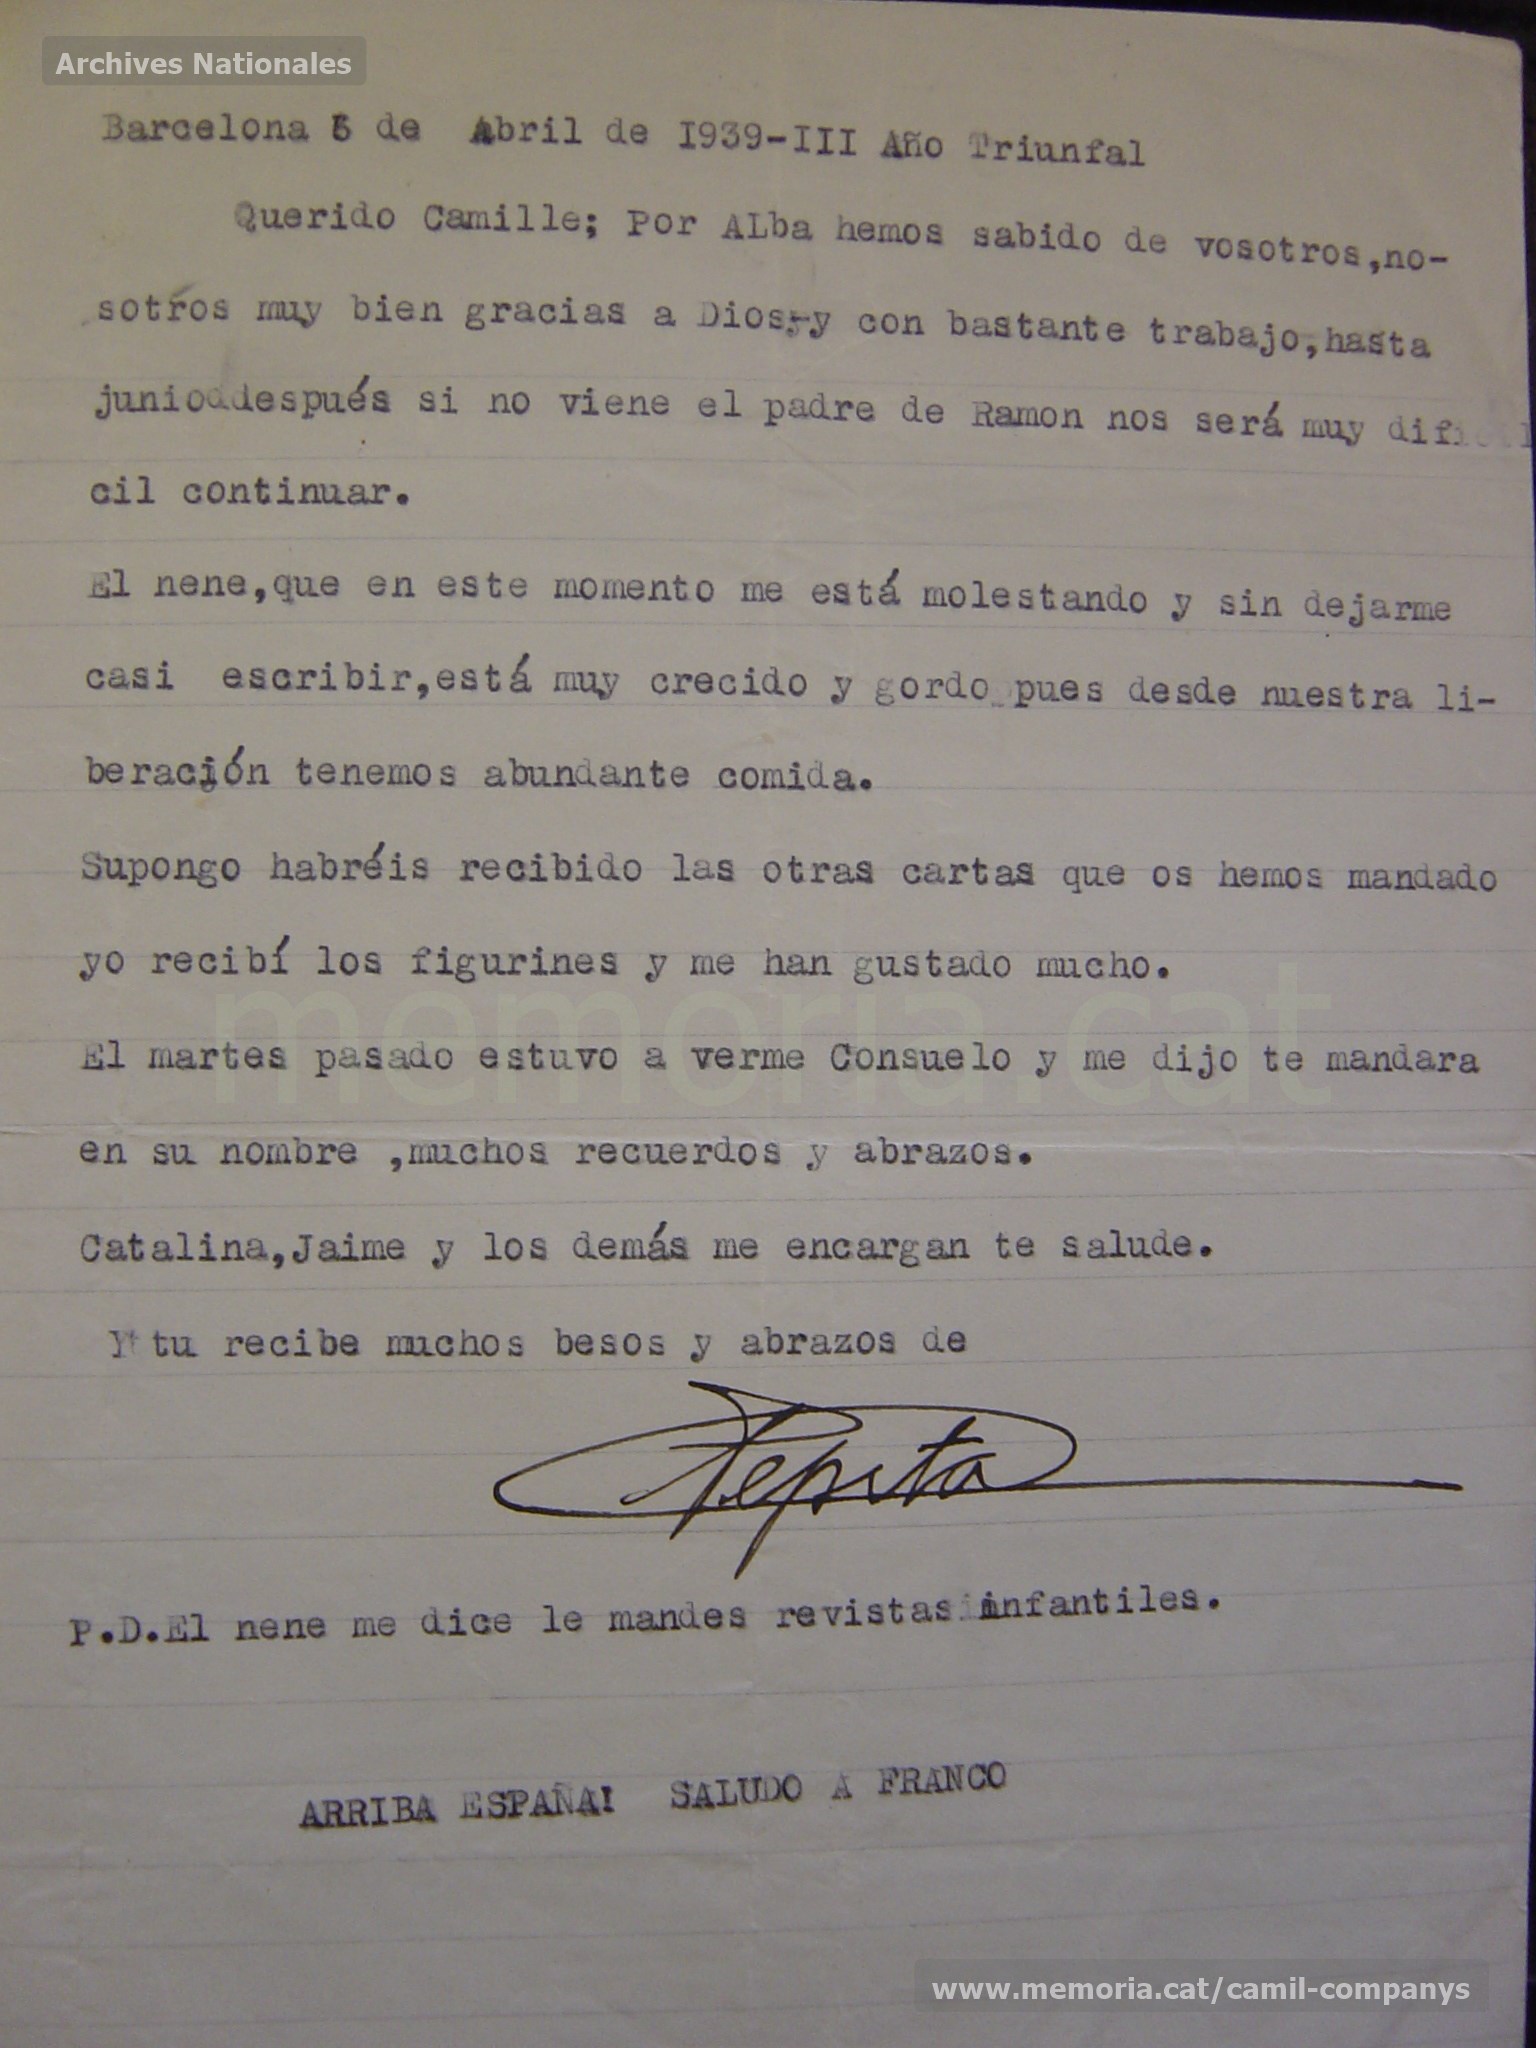 Archives Nationales
Barcelona 5 de Abril de I939-III Año Triunfal
Querido Camille; Por ALba hemos sabido de vosotros,no-
sotros muy bien gracias a Dios,y con bastante trabajo,hasta
junio después si no viene el padre de Ramon nos será muy difi
cil continuar.
El nene,que en este momento me está molestando y sin dejarme
casi escribir,está muy crecido y gordo pues desde nuestra li-
beración tenemos abundante comida.
Supongo habréis recibido las otras cartas que os hemos mandado
yo recibí los figurines y me han gustado mucho.
memoria.cat
El martes pasado estuvo a verme Consuelo y me dijo te mandara
en su nombre ,muchos recuerdos y abrazos.
Catalina,Jaime y los demás me encargan te salude.
Y tu recibe muchos besos y abrazos de
Pepita
P.D.El nene me dice le mandes revistas infantiles.
ARRIBA ESPAÑA! SALUDO A FRANCO
www.memoria.cat/camil-companys